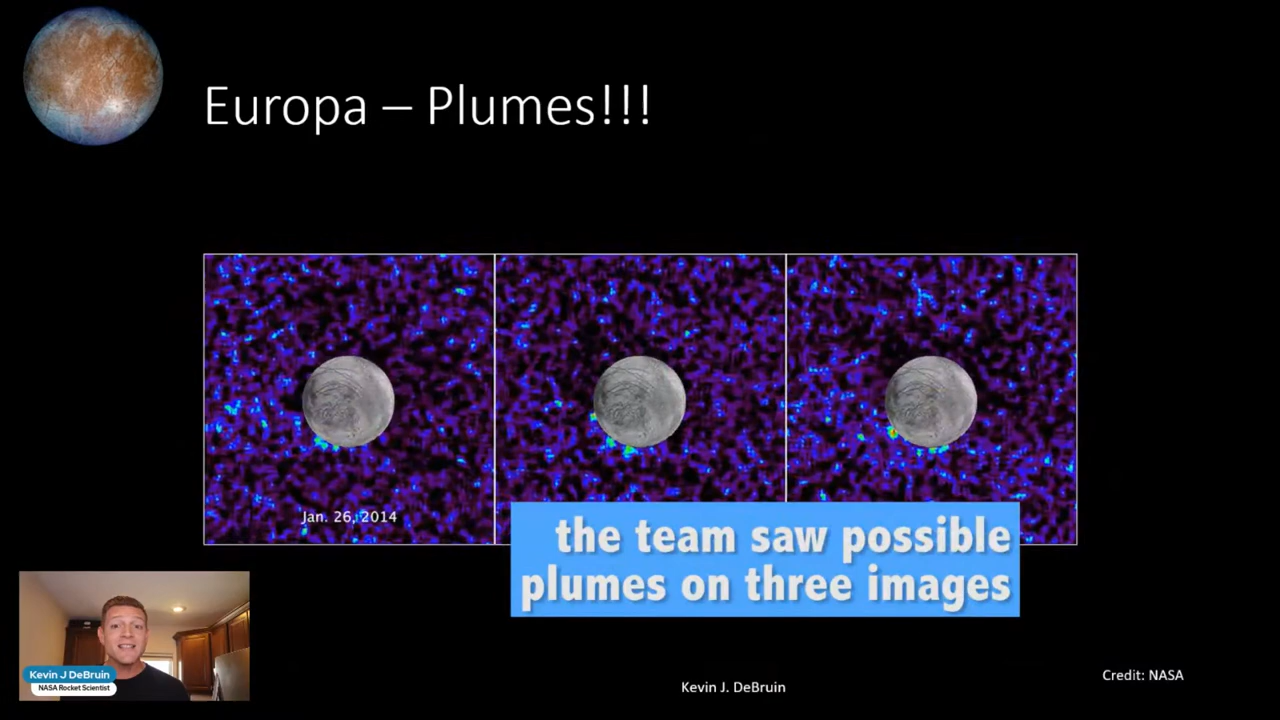 Europa – Plumes!!!
Jan. 26, 2014
the team saw possible
plumes on three images
Kevin J DeBruin
NASA Rocket Scientist
Kevin J. DeBruin
Credit: NASA